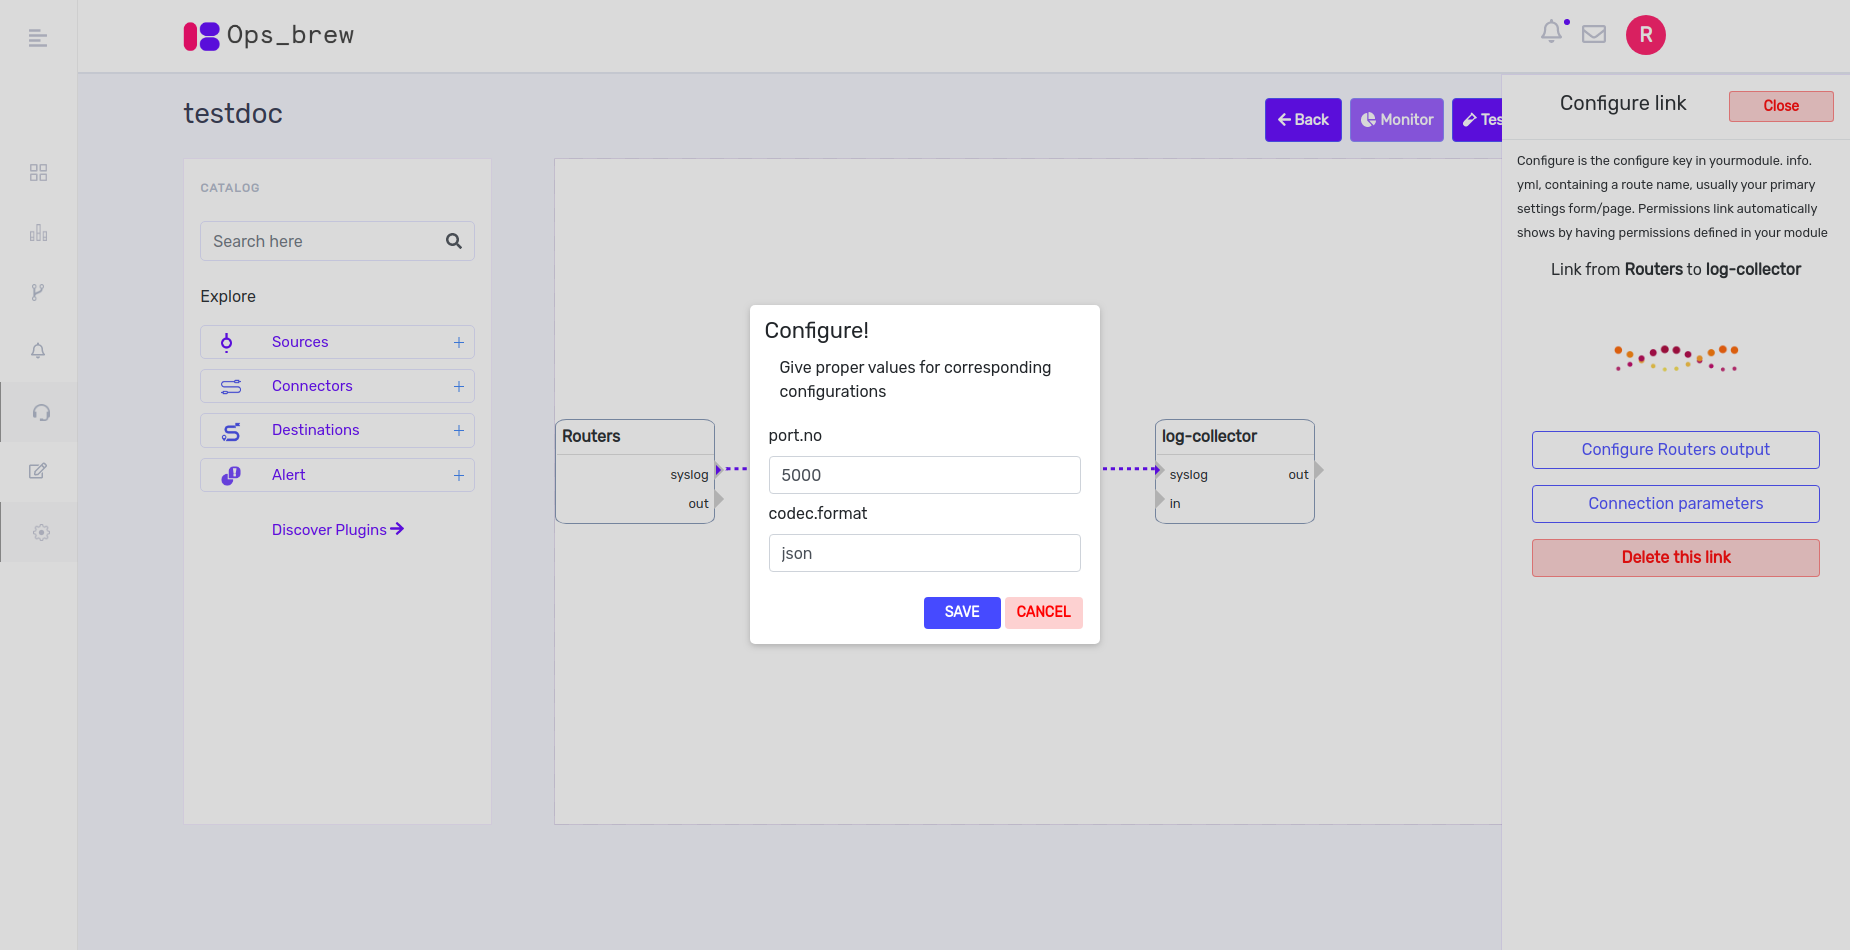 Ops_brew
R
testdoc
Back
Monitor
Tes
CATALOG
Search here
Explore
Sources
Connectors
Destinations
Alert
Discover Plugins
Routers
syslog
out
log-collector
syslog
out
in
Configure!
Give proper values for corresponding
configurations
port.no
5000
codec.format
json
SAVE
CANCEL
Configure link
Close
Configure is the configure key in yourmodule. info.
yml, containing a route name, usually your primary
settings form/page. Permissions link automatically
shows by having permissions defined in your module
Link from Routers to log-collector
Configure Routers output
Connection parameters
Delete this link